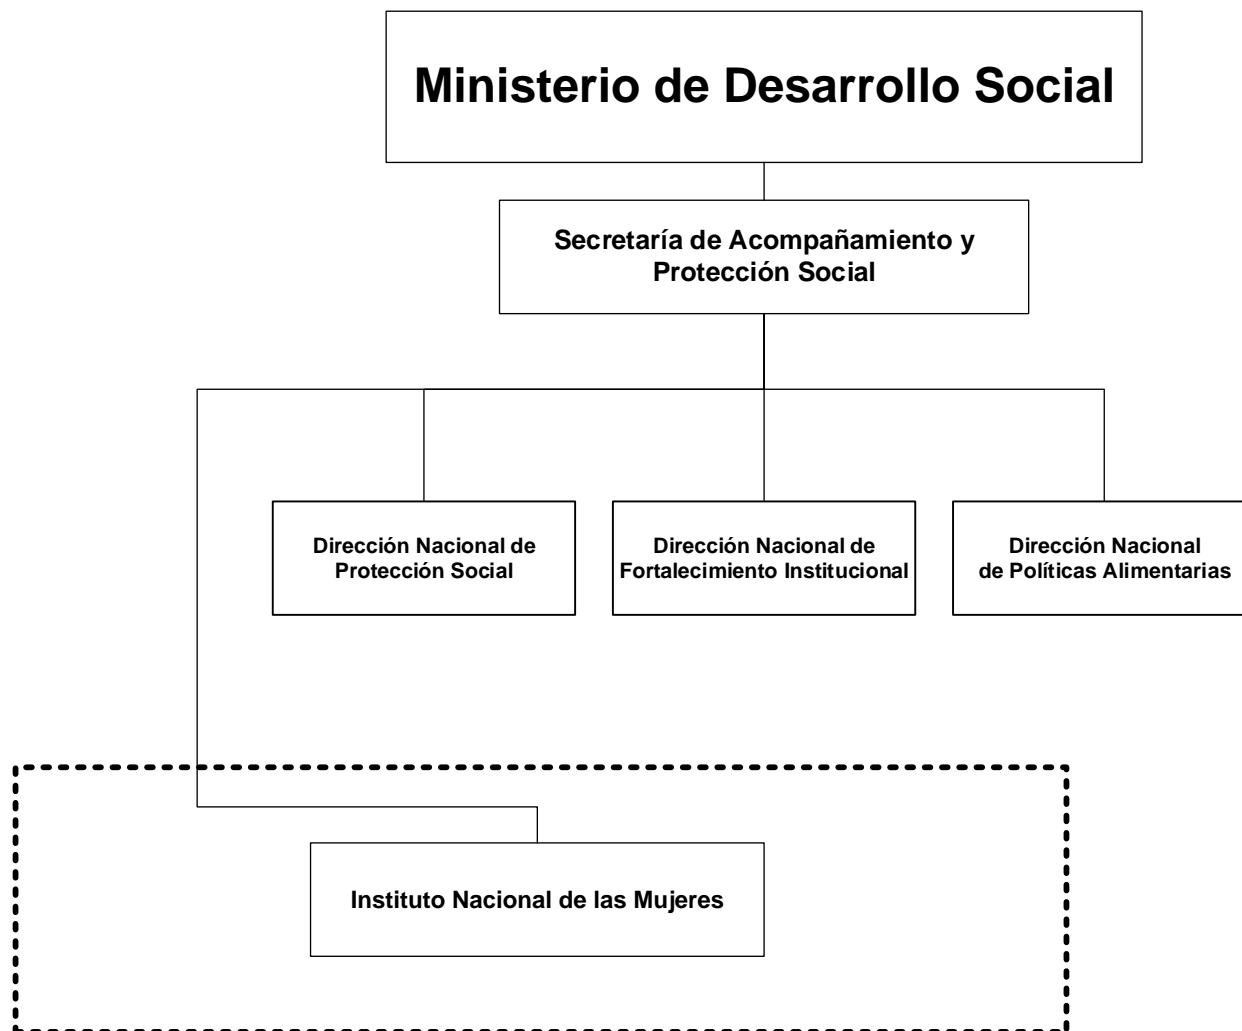 Ministerio de Desarrollo Social
Secretaría de Acompañamiento y
Protección Social
Dirección Nacional de
Protección Social
Dirección Nacional de
Fortalecimiento Institucional
Dirección Nacional
de Políticas Alimentarias
Instituto Nacional de las Mujeres